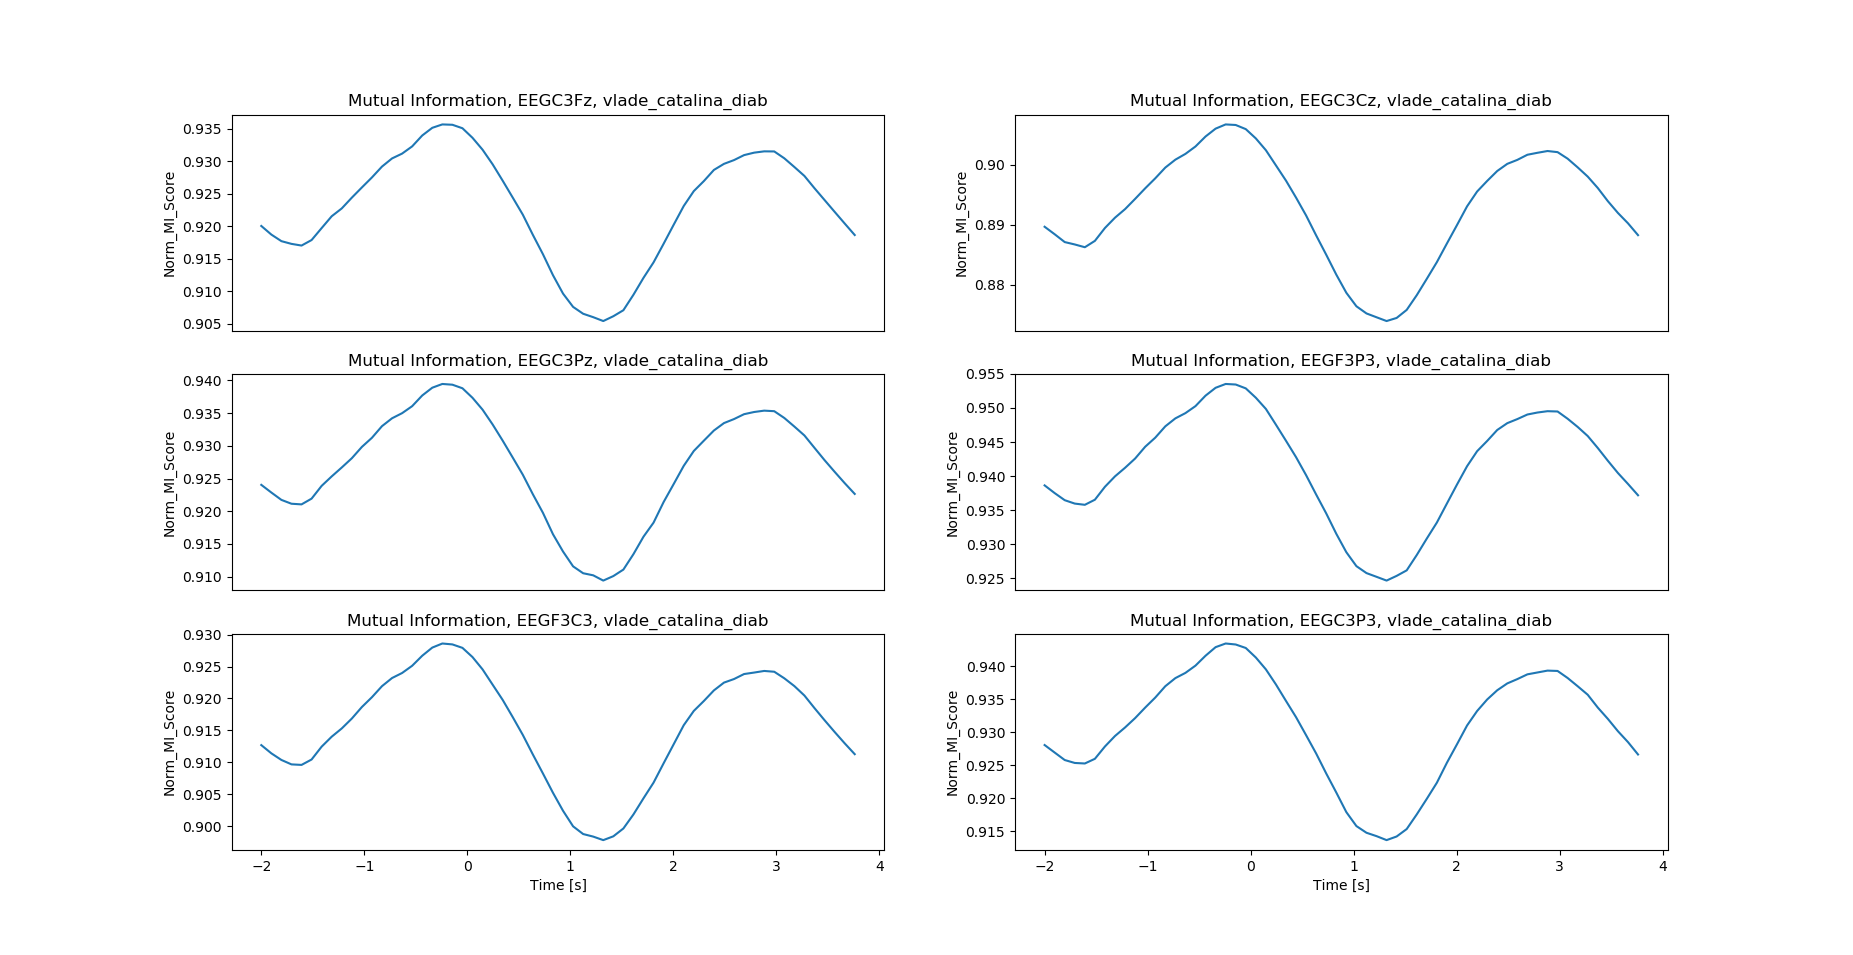 Mutual Information, EEGC3Fz, vlade_catalina_diab
Norm_MI_Score
0.935
0.930
0.925
0.920
0.915
0.910
0.905
Mutual Information, EEGC3Cz, vlade_catalina_diab
Norm_MI_Score
0.90
0.89
0.88
Mutual Information, EEGC3Pz, vlade_catalina_diab
Norm_MI_Score
0.940
0.935
0.930
0.925
0.920
0.915
0.910
Mutual Information, EEGF3P3, vlade_catalina_diab
Norm_MI_Score
0.955
0.950
0.945
0.940
0.935
0.930
0.925
Mutual Information, EEGF3C3, vlade_catalina_diab
Norm_MI_Score
0.930
0.925
0.920
0.915
0.910
0.905
0.900
−2 −1 0 1 2 3 4
Time [s]
Mutual Information, EEGC3P3, vlade_catalina_diab
Norm_MI_Score
0.940
0.935
0.930
0.925
0.920
0.915
−2 −1 0 1 2 3 4
Time [s]